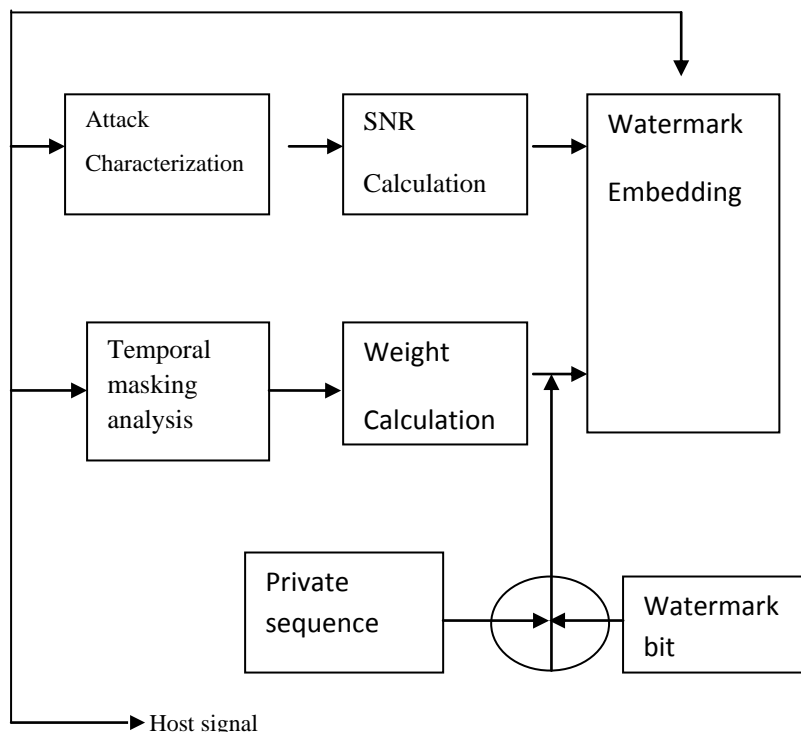 Attack
Characterization
SNR
Calculation
Watermark
Embedding
Temporal
masking
analysis
Weight
Calculation
Private
sequence
Watermark
bit
Host signal